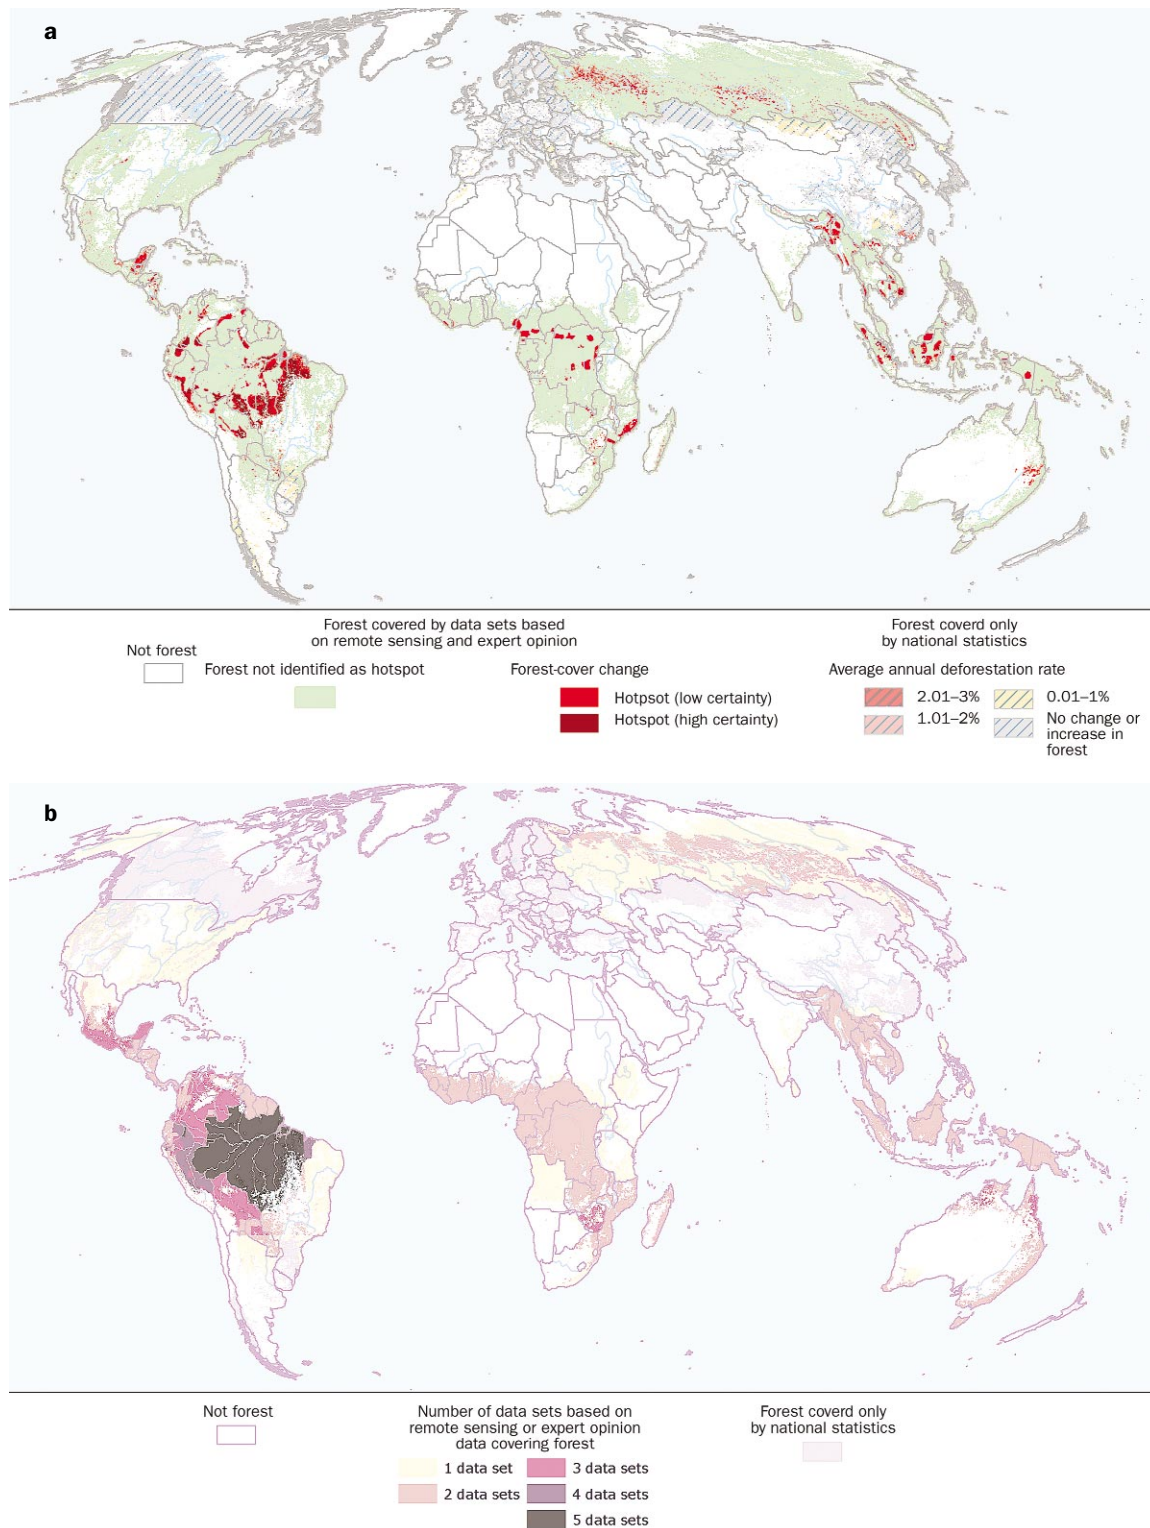 a
Forest covered by data sets based
on remote sensing and expert opinion
Forest coverd only
by national statistics
Not forest
Forest not identified as hotspot
Forest-cover change
Average annual deforestation rate
Hotpsot (low certainty)
Hotspot (high certainty)
2.01–3%
0.01–1%
1.01–2%
No change or
increase in
forest
b
Not forest
Number of data sets based on
remote sensing or expert opinion
data covering forest
Forest coverd only
by national statistics
1 data set
3 data sets
2 data sets
4 data sets
5 data sets